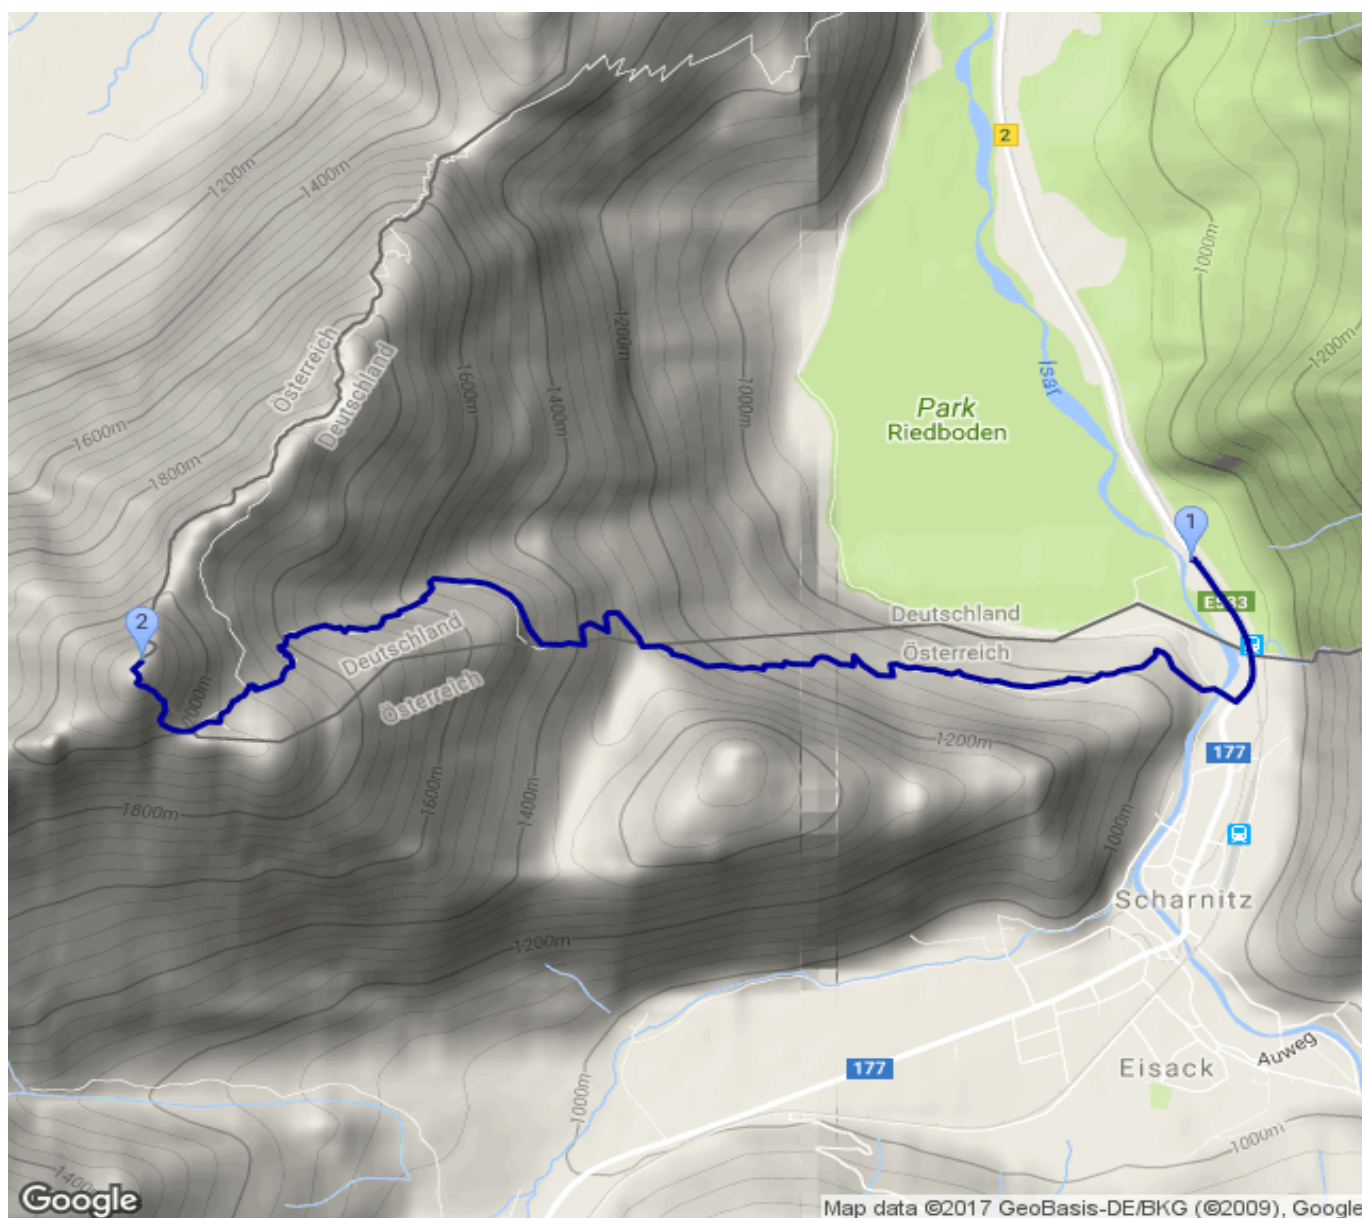 1200m
1400m
2
1000m
1200m
Österreich
Deutschland
1600m
1400m
1200m
1000m
Isar
Park
Riedboden
1600m
1800m
1
E533
2
Deutschland
Österreich
Deutschland
Österreich
2000m
1200m
177
1800m
1600m
1400m
1000m
Scharnitz
1200m
177
Auweg
Eisack
1000m
1000m
1400m
Google
Map data ©2017 GeoBasis-DE/BKG (©2009), Google